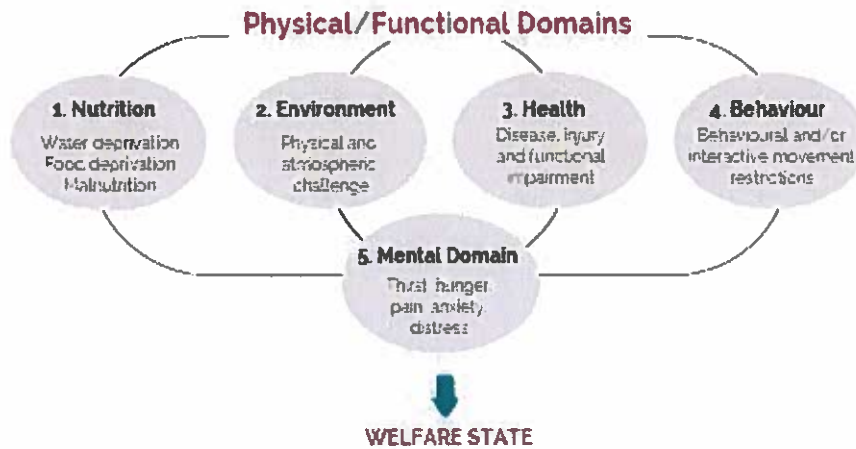 Physical/Functional Domains
1. Nutrition
Water deprivation
Food deprivation
Malnutrition
2. Environment
Physical and
atmospheric
challenge
3. Health
Disease, injury
and functional
impairment
4. Behaviour
Behavioural and/or
interactive movement
restrictions
5. Mental Domain
Thirst, hunger,
pain, anxiety,
distress
WELFARE STATE